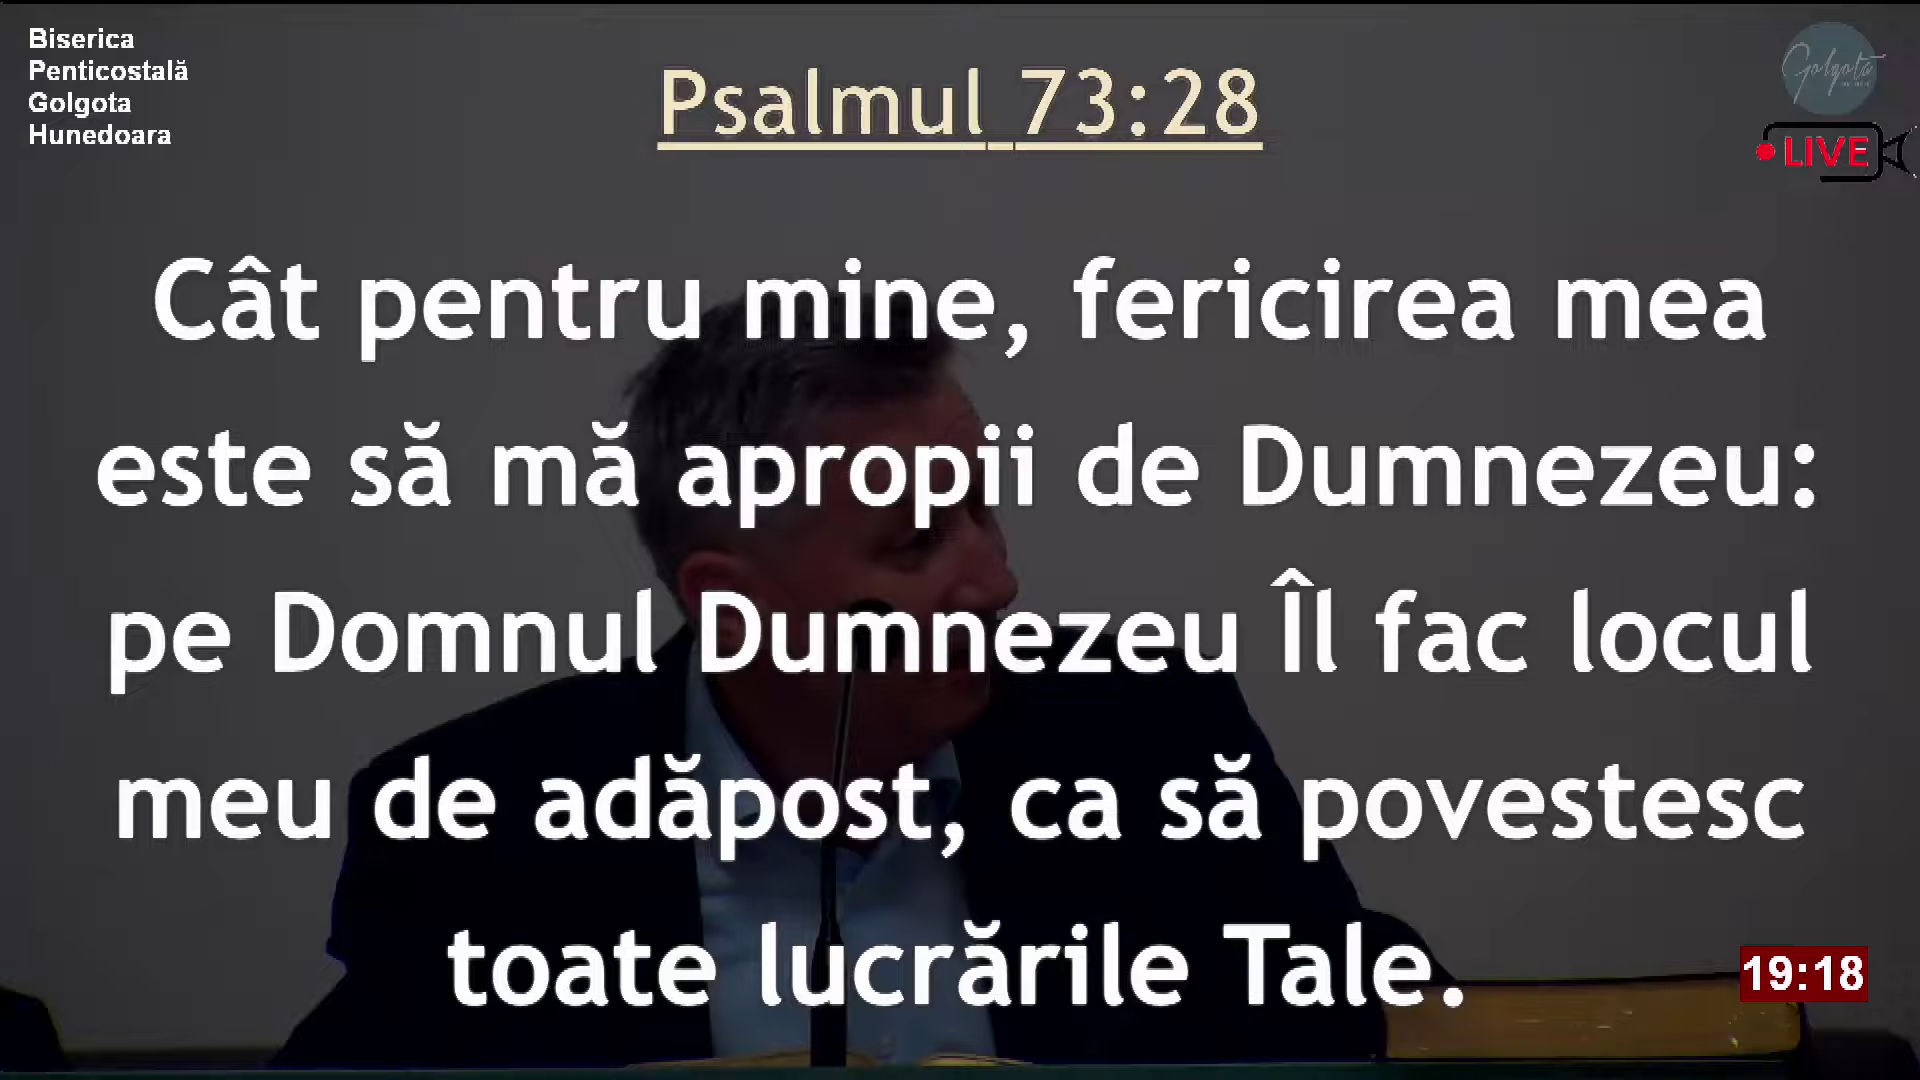 Biserica
Penticostală
Golgota
Hunedoara
Psalmul 73:28
Golgota
LIVE
Cât pentru mine, fericirea mea
este să mă apropii de Dumnezeu:
pe Domnul Dumnezeu Îl fac locul
meu de adăpost, ca să povestesc
toate lucrările Tale.
19:18